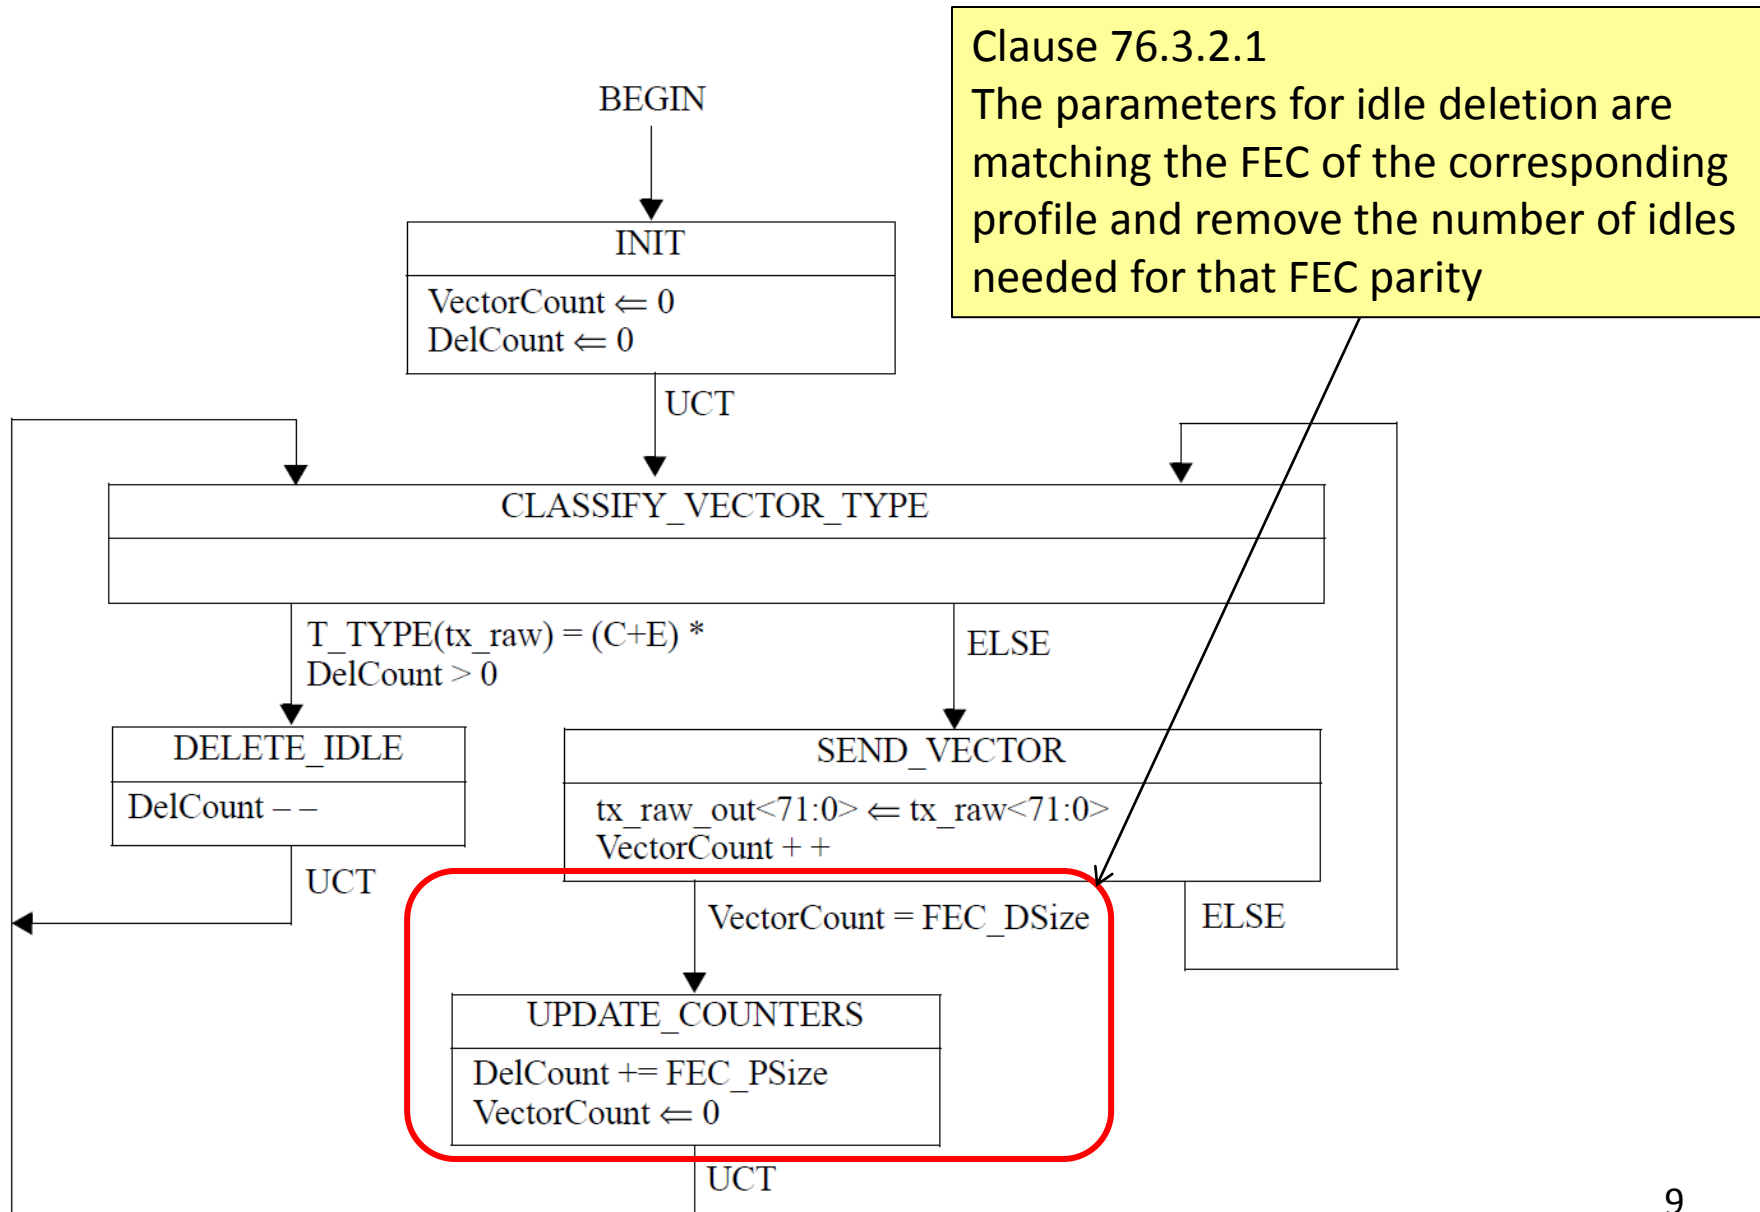 Clause 76.3.2.1
The parameters for idle deletion are
matching the FEC of the corresponding
profile and remove the number of idles
needed for that FEC parity
BEGIN
INIT
VectorCount ⇐ 0
DelCount ⇐ 0
UCT
CLASSIFY_VECTOR_TYPE
T_TYPE(tx_raw) = (C+E) *
DelCount > 0
ELSE
DELETE_IDLE
DelCount – –
UCT
SEND_VECTOR
tx_raw_out<71:0> ⇐ tx_raw<71:0>
VectorCount + +
VectorCount = FEC_DSize
ELSE
UPDATE_COUNTERS
DelCount += FEC_PSize
VectorCount ⇐ 0
UCT
9